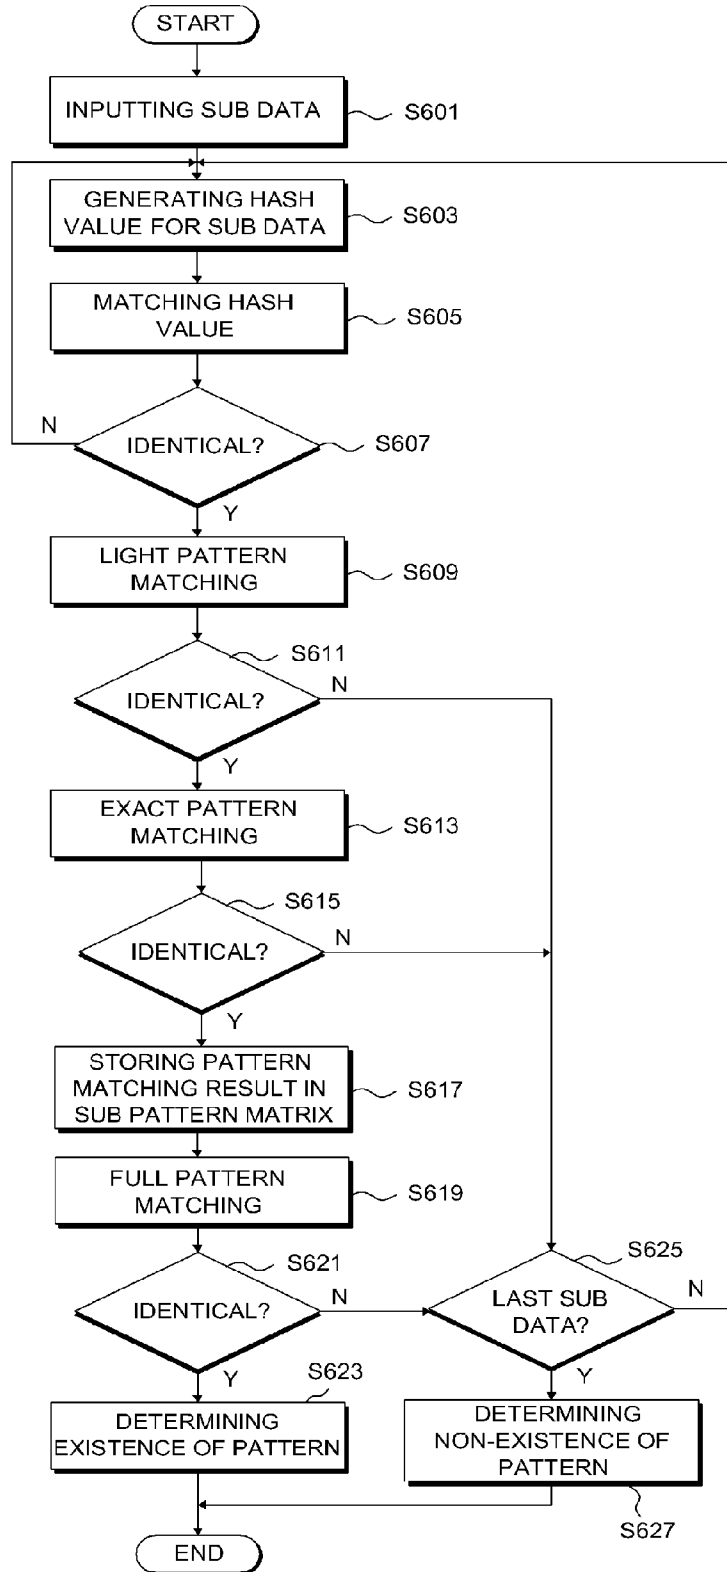 START
INPUTTING SUB DATA
S601
GENERATING HASH
VALUE FOR SUB DATA
S603
MATCHING HASH
VALUE
S605
N
IDENTICAL?
S607
Y
LIGHT PATTERN
MATCHING
S609
S611
IDENTICAL?
N
Y
EXACT PATTERN
MATCHING
S613
S615
IDENTICAL?
N
Y
STORING PATTERN
MATCHING RESULT IN
SUB PATTERN MATRIX
S617
FULL PATTERN
MATCHING
S619
S621
IDENTICAL?
N
S625
LAST SUB
DATA?
N
Y
S623
DETERMINING
EXISTENCE OF PATTERN
Y
DETERMINING
NON-EXISTENCE OF
PATTERN
S627
END